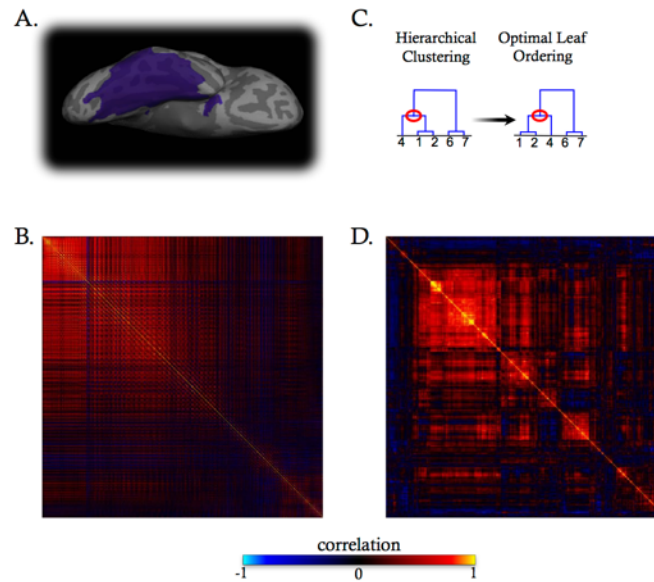 A.
C.
Hierarchical
Clustering
Optimal Leaf
Ordering
4 1 2 6 7
1 2 4 6 7
B.
D.
correlation
-1 0 1